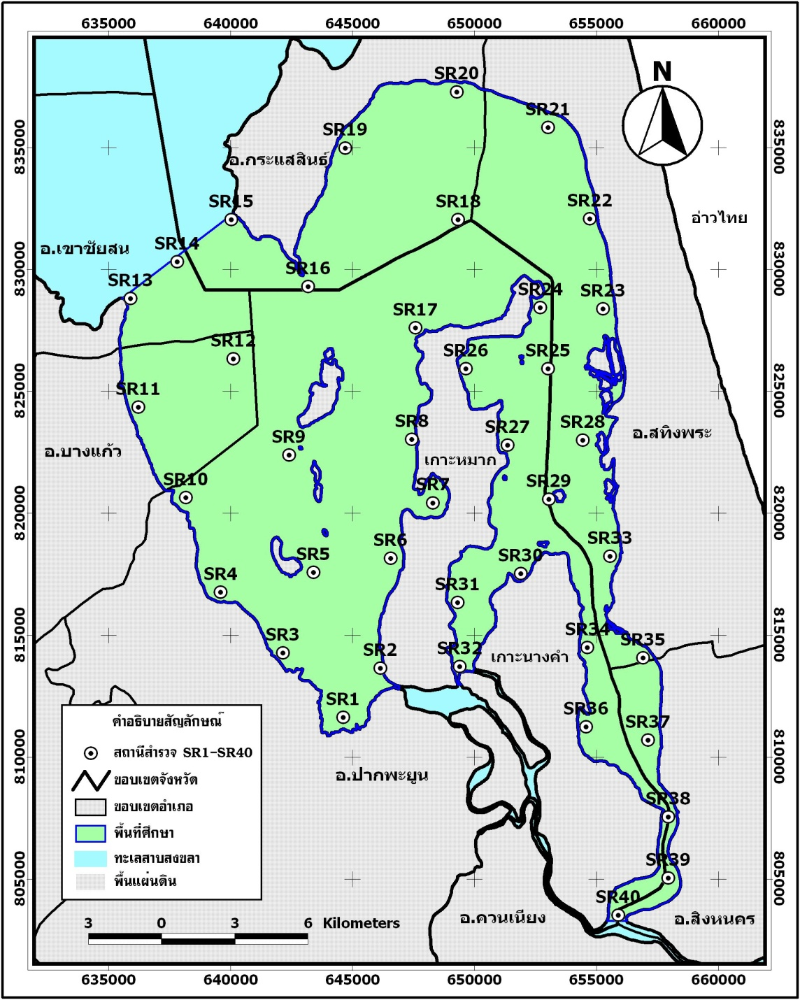 635000 640000 645000 650000 655000 660000
N
SR20
SR21
835000
835000
SR19
อ.กระแสสินธุ์
SR15
SR18
SR22
อ่าวไทย
อ.เขาชัยสน
SR14
830000
830000
SR13
SR16
SR24
SR23
SR17
SR12
SR26
SR25
825000
825000
SR11
SR8
SR27
SR28
อ.สทิงพระ
อ.บางแก้ว
SR9
เกาะหมาก
SR10
SR7
SR29
820000
820000
SR6
SR33
SR5
SR30
SR4
SR31
815000
815000
SR3
SR34
SR35
SR2
SR32
เกาะนางคำ
SR1
SR36
SR37
คำอธิบายสัญลักษณ์
สถานีสำรวจ SR1-SR40
ขอบเขตจังหวัด
ขอบเขตอำเภอ
พื้นที่ศึกษา
ทะเลสาบสงขลา
พื้นแผ่นดิน
810000
810000
อ.ปากพะยูน
SR38
SR39
805000
805000
SR40
อ.ควนเนียง
อ.สิงหนคร
3 0 3 6 Kilometers
635000 640000 645000 650000 655000 660000